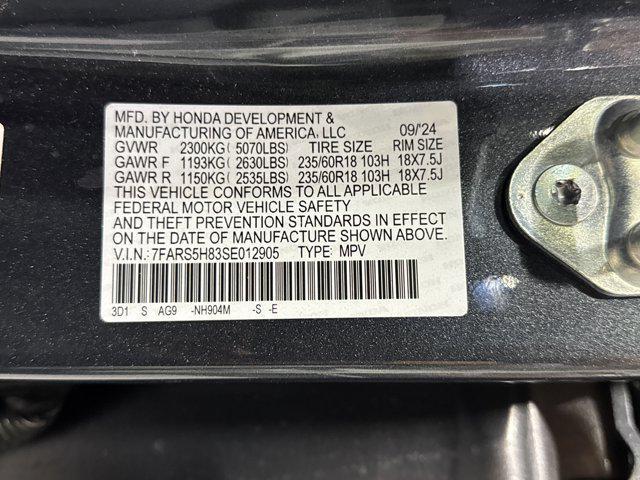 MFD. BY HONDA DEVELOPMENT &
MANUFACTURING OF AMERICA, LLC 09/'24
GVWR 2300KG( 5070LBS) TIRE SIZE RIM SIZE
GAWR F 1193KG( 2630LBS) 235/60R18 103H 18X7.5J
GAWR R 1150KG( 2535LBS) 235/60R18 103H 18X7.5J
THIS VEHICLE CONFORMS TO ALL APPLICABLE
FEDERAL MOTOR VEHICLE SAFETY
AND THEFT PREVENTION STANDARDS IN EFFECT
ON THE DATE OF MANUFACTURE SHOWN ABOVE.
V.I.N.:7FARS5H83SE012905 TYPE: MPV
3D1 S AG9 -NH904M -S -E